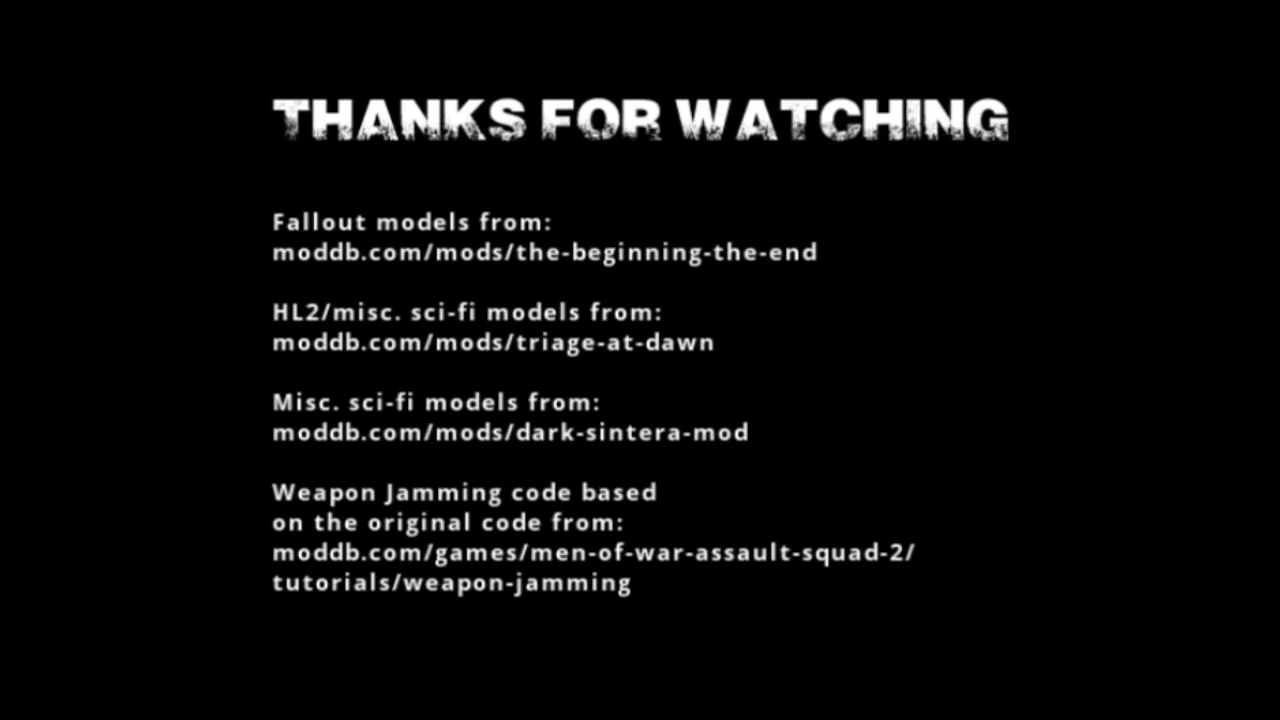 THANKS FOR WATCHING
Fallout models from:
moddb.com/mods/the-beginning-the-end
HL2/misc. sci-fi models from:
moddb.com/mods/triage-at-dawn
Misc. sci-fi models from:
moddb.com/mods/dark-sintera-mod
Weapon Jamming code based
on the original code from:
moddb.com/games/men-of-war-assault-squad-2/
tutorials/weapon-jamming